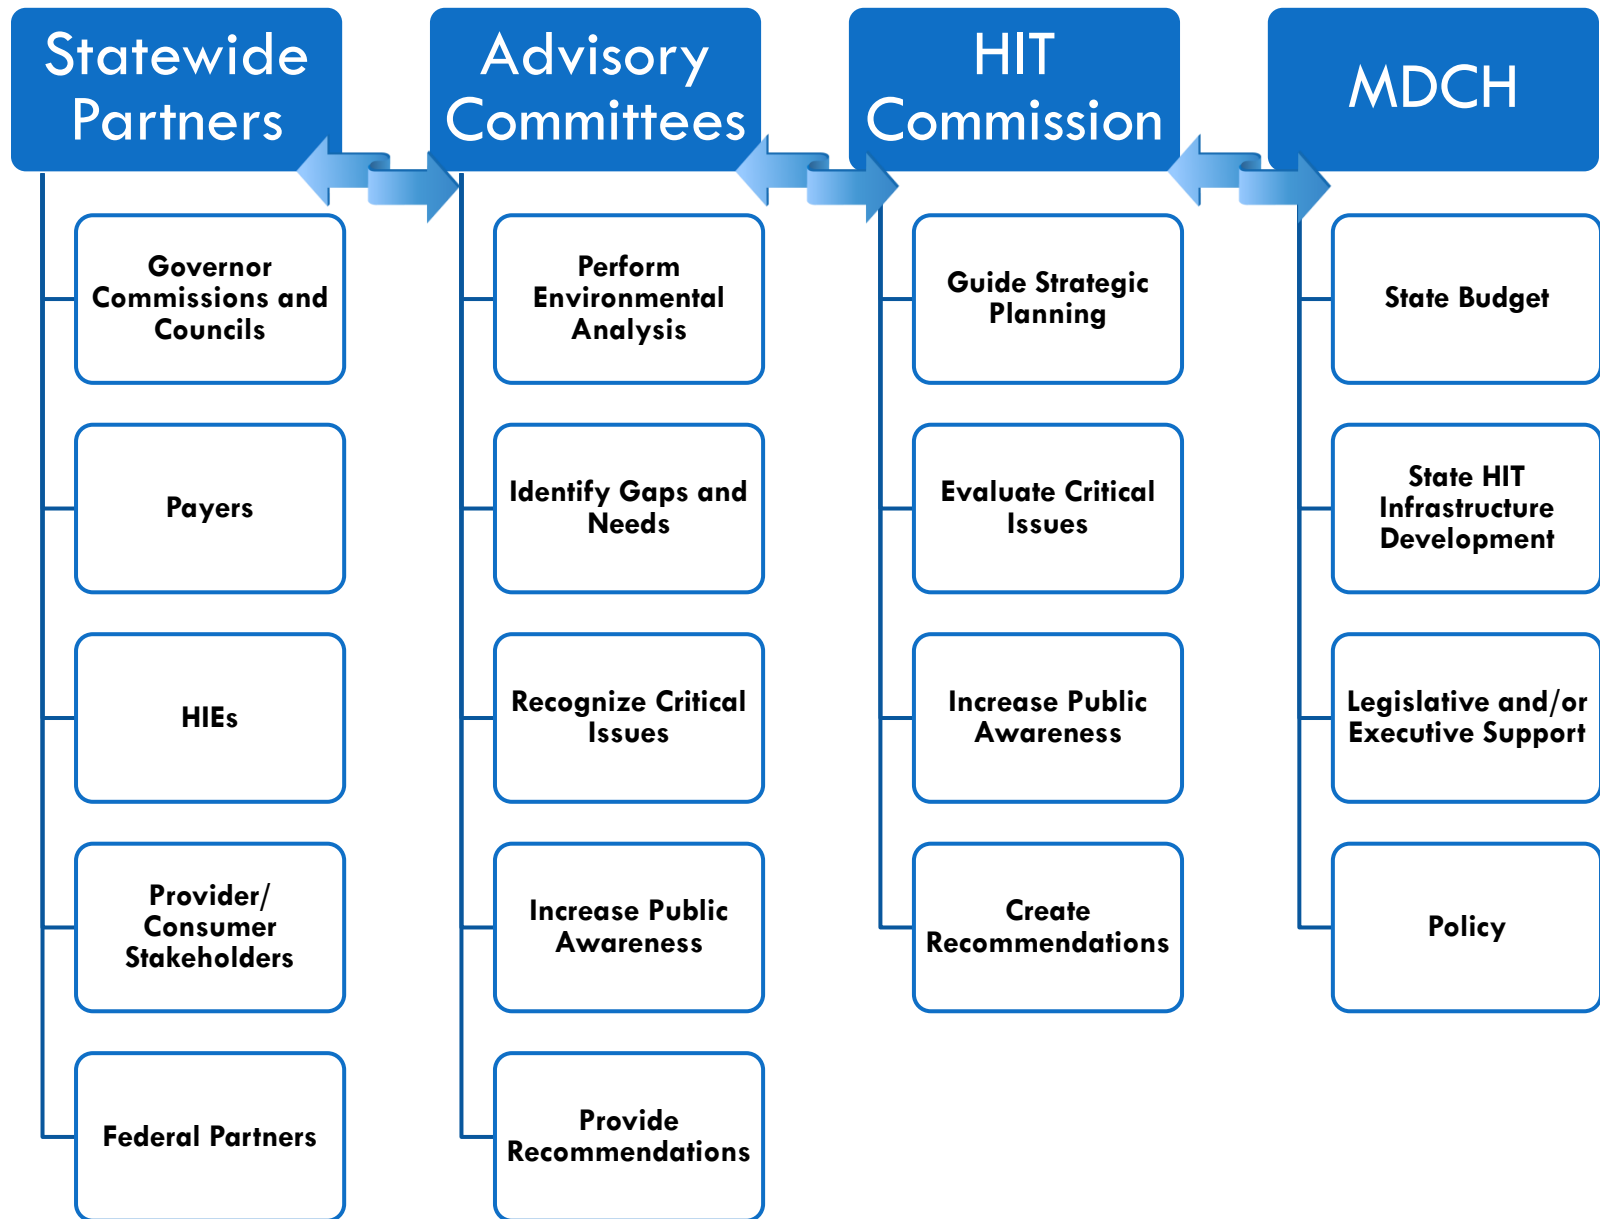 Statewide
Partners
Governor
Commissions and
Councils
Payers
HIEs
Provider/
Consumer
Stakeholders
Federal Partners
Advisory
Committees
Perform
Environmental
Analysis
Identify Gaps and
Needs
Recognize Critical
Issues
Increase Public
Awareness
Provide
Recommendations
HIT
Commission
Guide Strategic
Planning
Evaluate Critical
Issues
Increase Public
Awareness
Create
Recommendations
MDCH
State Budget
State HIT
Infrastructure
Development
Legislative and/or
Executive Support
Policy